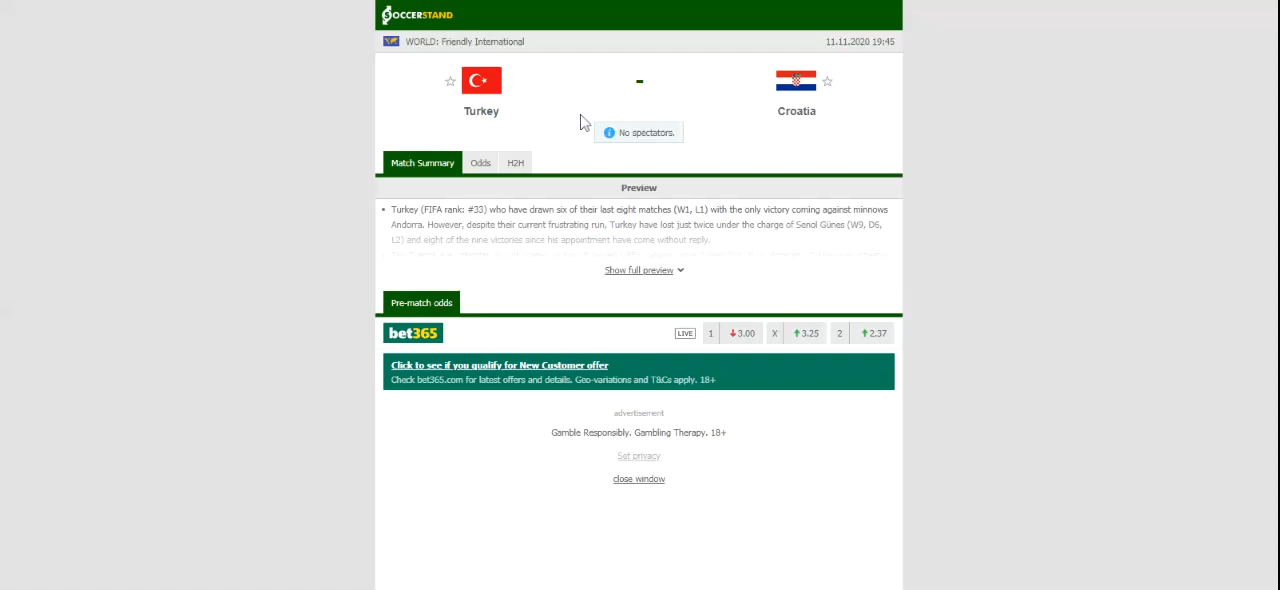 SOCCERSTAND
WORLD: Friendly International 11.11.2020 19:45
-
Turkey Croatia
No spectators.
Match Summary Odds H2H
Preview
• Turkey (FIFA rank: #33) who have drawn six of their last eight matches (W1, L1) with the only victory coming against minnows
Andorra. However, despite their current frustrating run, Turkey have lost just twice under the charge of Senol Günes (W9, D6,
L2) and eight of the nine victories since his appointment have come without reply.
Show full preview
Pre-match odds
bet365 LIVE 1 3.00 X 3.25 2 2.37
Click to see if you qualify for New Customer offer
Check bet365.com for latest offers and details. Geo-variations and T&Cs apply. 18+
advertisement
Gamble Responsibly. Gambling Therapy. 18+
Set privacy
close window